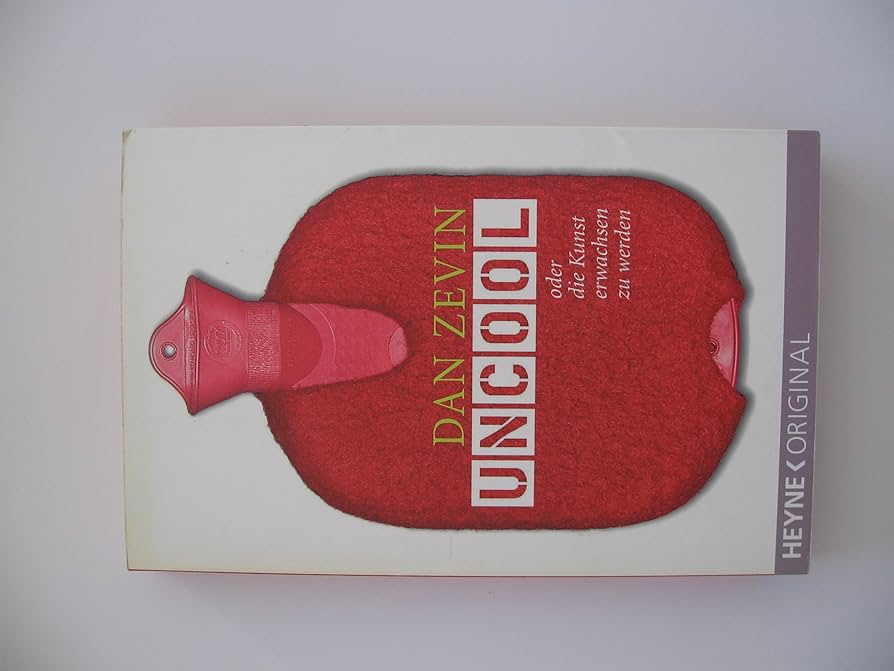 DAN ZEVIN
UNCOOL
oder
die Kunst
erwachsen
zu werden
HEYNE < ORIGINAL